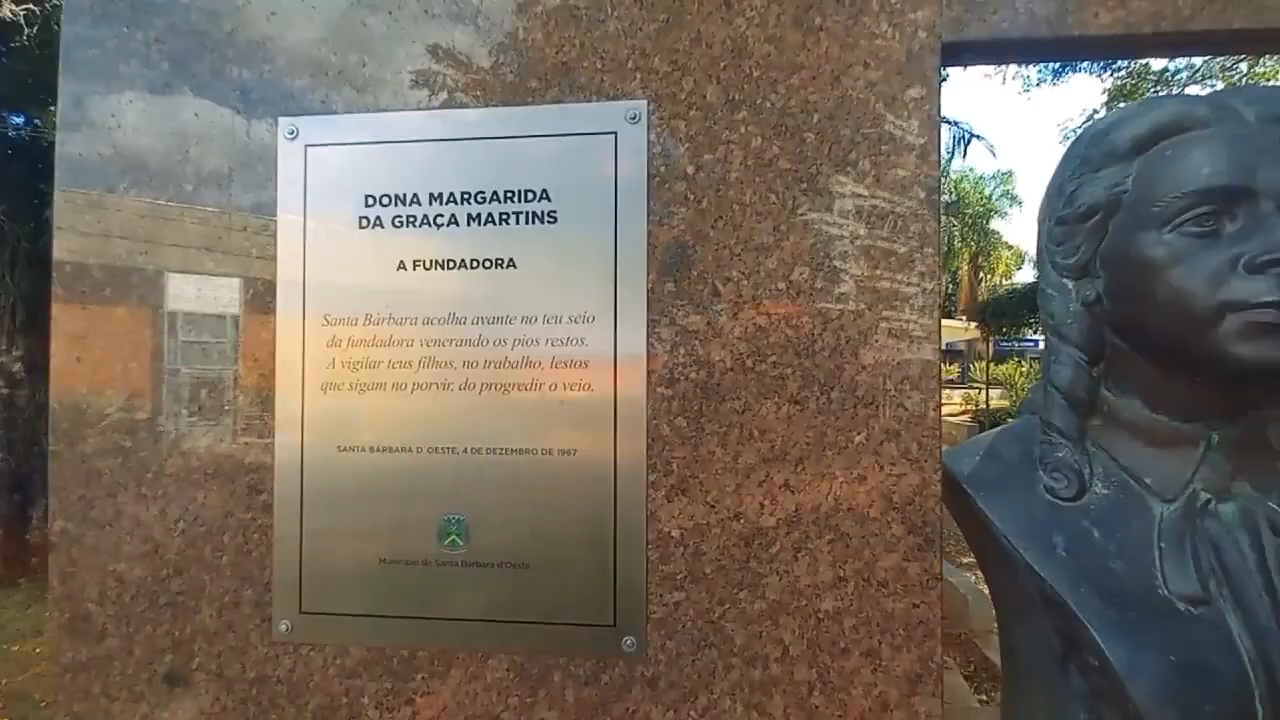 DONA MARGARIDA
DA GRAÇA MARTINS
A FUNDADORA
Santa Bárbara acolha avante no teu seio
da fundadora venerando os pios restos.
A vigilar teus filhos, no trabalho, lestos
que sigam no porvir, do progredir o veio.
SANTA BÁRBARA D´OESTE, 4 DE DEZEMBRO DE 1967
Município de Santa Bárbara d'Oeste